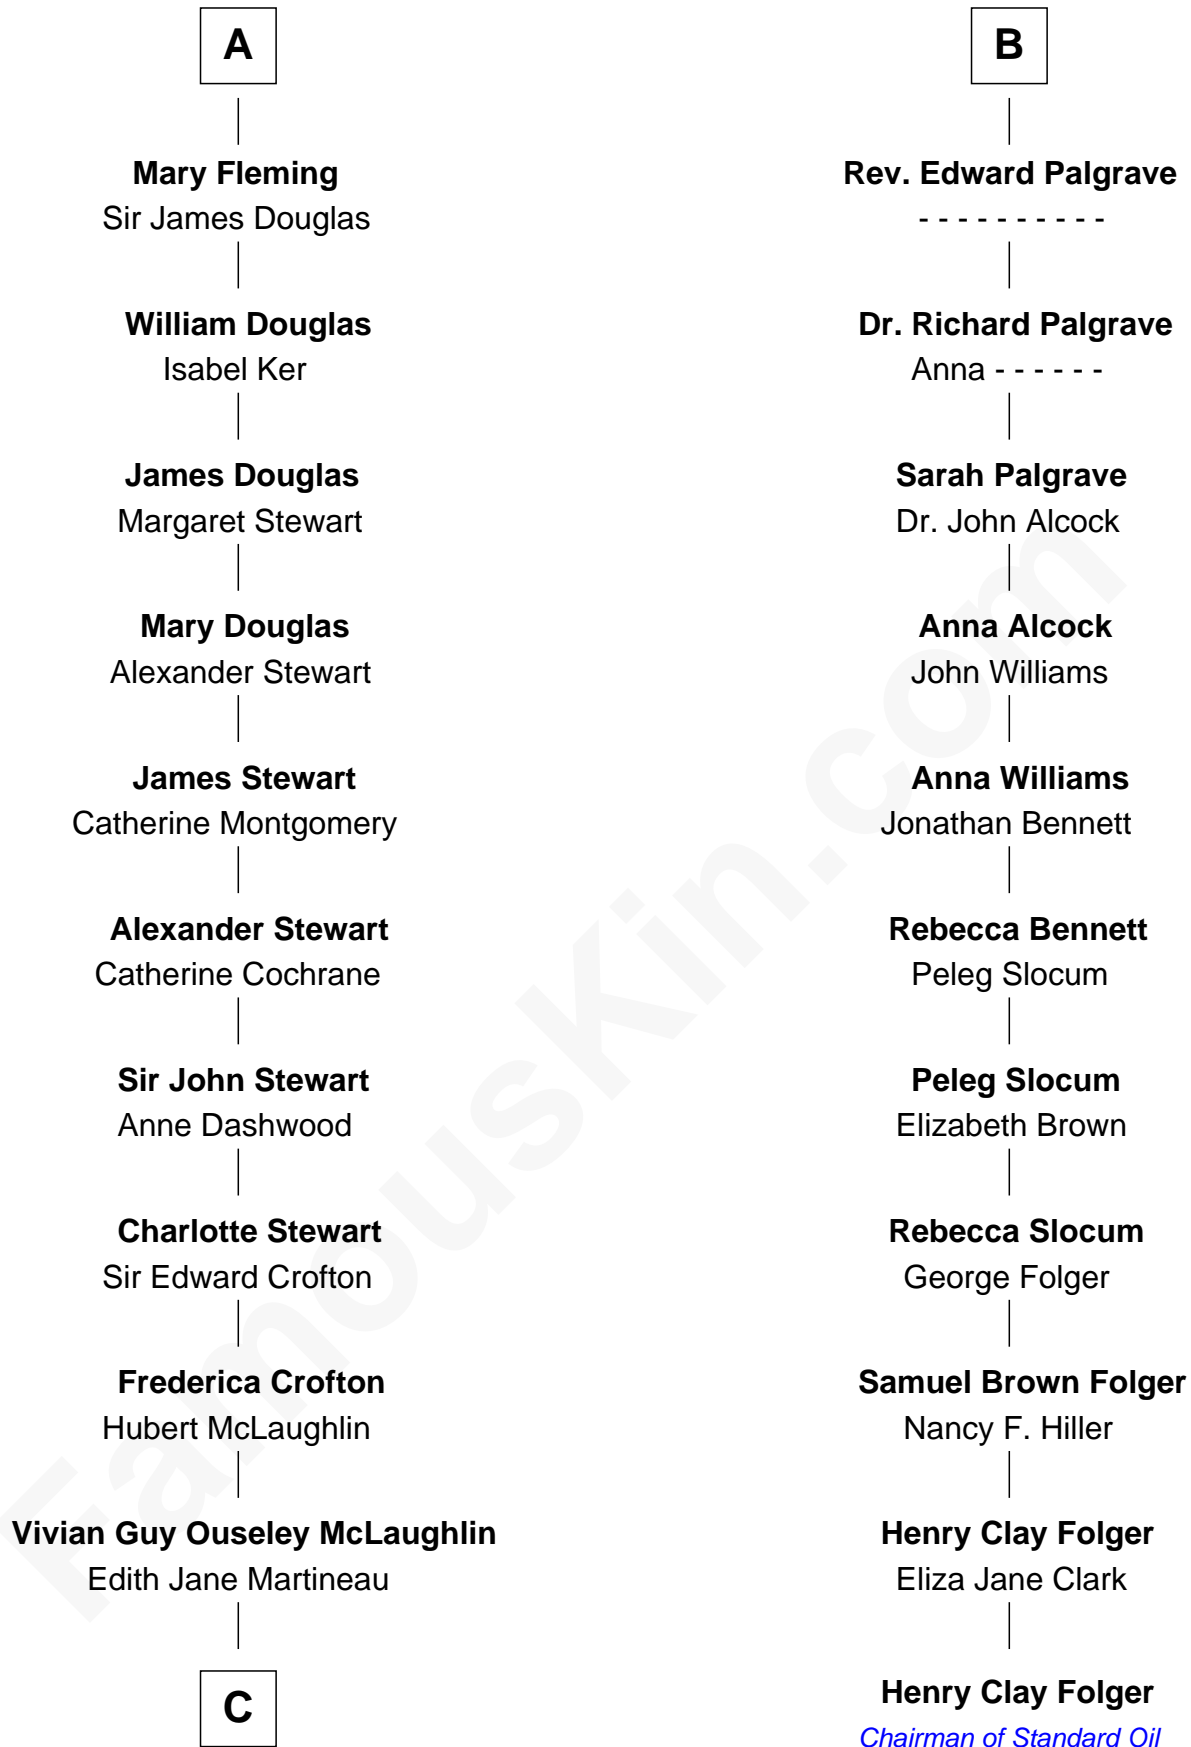 A
Mary Fleming
Sir James Douglas
William Douglas
Isabel Ker
James Douglas
Margaret Stewart
Mary Douglas
Alexander Stewart
James Stewart
Catherine Montgomery
Alexander Stewart
Catherine Cochrane
Sir John Stewart
Anne Dashwood
Charlotte Stewart
Sir Edward Crofton
Frederica Crofton
Hubert McLaughlin
Vivian Guy Ouseley McLaughlin
Edith Jane Martineau
C
B
Rev. Edward Palgrave
- - - - - - - - - -
Dr. Richard Palgrave
Anna - - - - - -
Sarah Palgrave
Dr. John Alcock
Anna Alcock
John Williams
Anna Williams
Jonathan Bennett
Rebecca Bennett
Peleg Slocum
Peleg Slocum
Elizabeth Brown
Rebecca Slocum
George Folger
Samuel Brown Folger
Nancy F. Hiller
Henry Clay Folger
Eliza Jane Clark
Henry Clay Folger
Chairman of Standard Oil
FamousKin.com